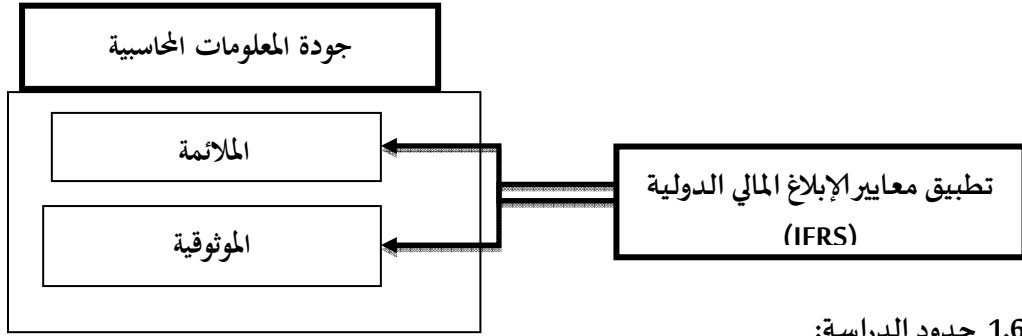 جودة المعلومات المحاسبية
الملائمة
الموثوقية
تطبيق معايير الإبلاغ المالي الدولية
(IFRS)
1.6 حدود الدراسة: